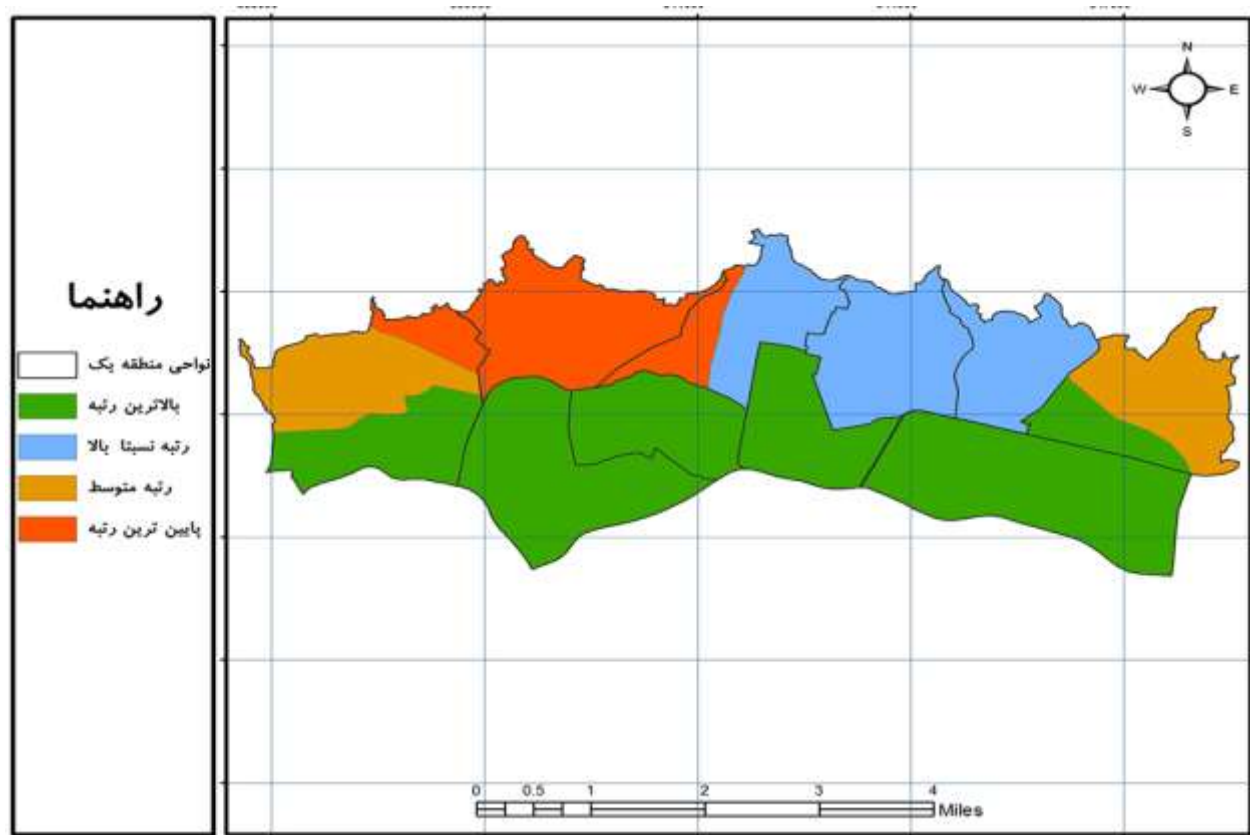 راهنما
نواحی منطقه یک
بالاترین رتبه
رتبه نسبتا بالا
رتبه متوسط
پایین ترین رتبه
N
W E
S
0 0.5 1 2 3 4
Miles